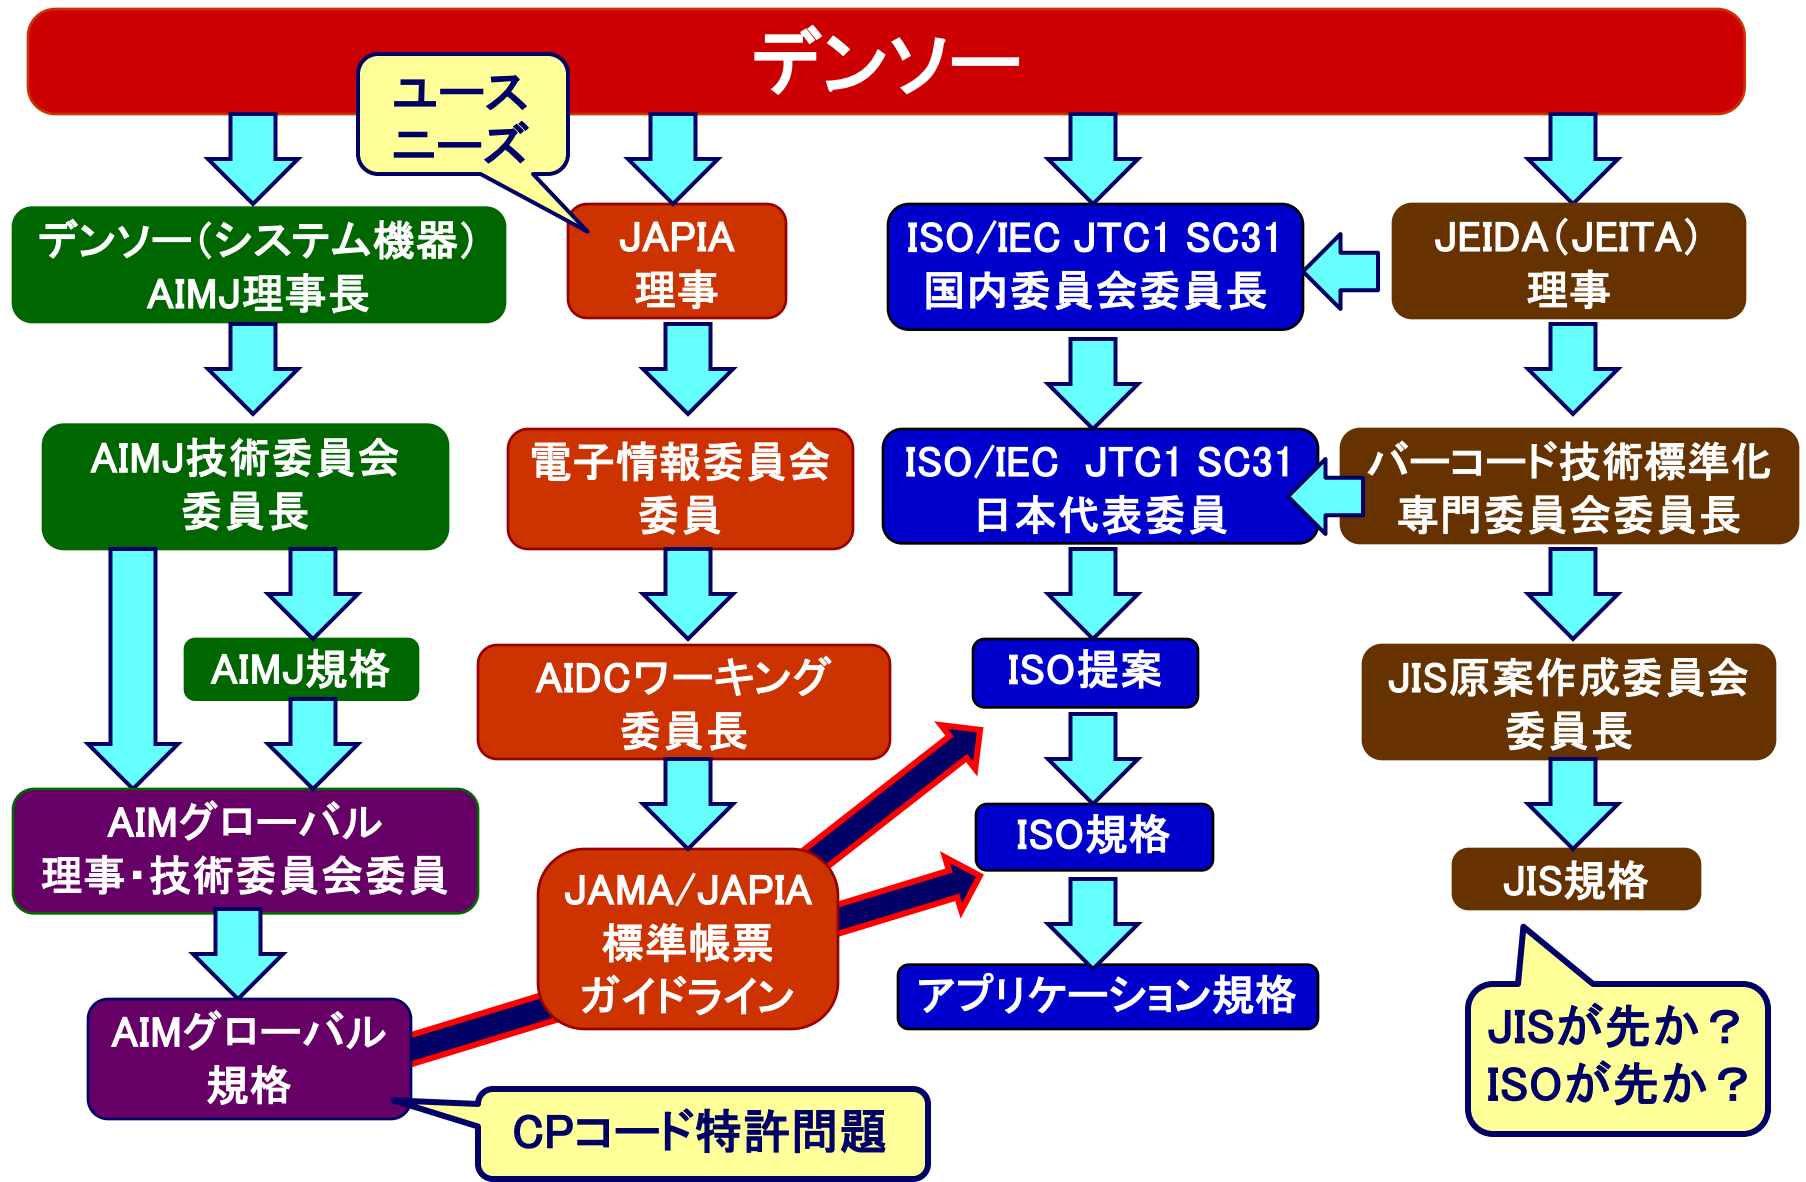 デンソー
ユース
ニーズ
デンソー（システム機器）
AIMJ理事長
JAPIA
理事
ISO/IEC JTC1 SC31
国内委員会委員長
JEIDA（JEITA）
理事
AIMJ技術委員会
委員長
電子情報委員会
委員
ISO/IEC　JTC1 SC31
日本代表委員
バーコード技術標準化
専門委員会委員長
AIMJ規格
AIDCワーキング
委員長
ISO提案
JIS原案作成委員会
委員長
AIMグローバル
理事・技術委員会委員
JAMA/JAPIA
標準帳票
ガイドライン
ISO規格
JIS規格
アプリケーション規格
AIMグローバル
規格
CPコード特許問題
JISが先か？
ISOが先か？